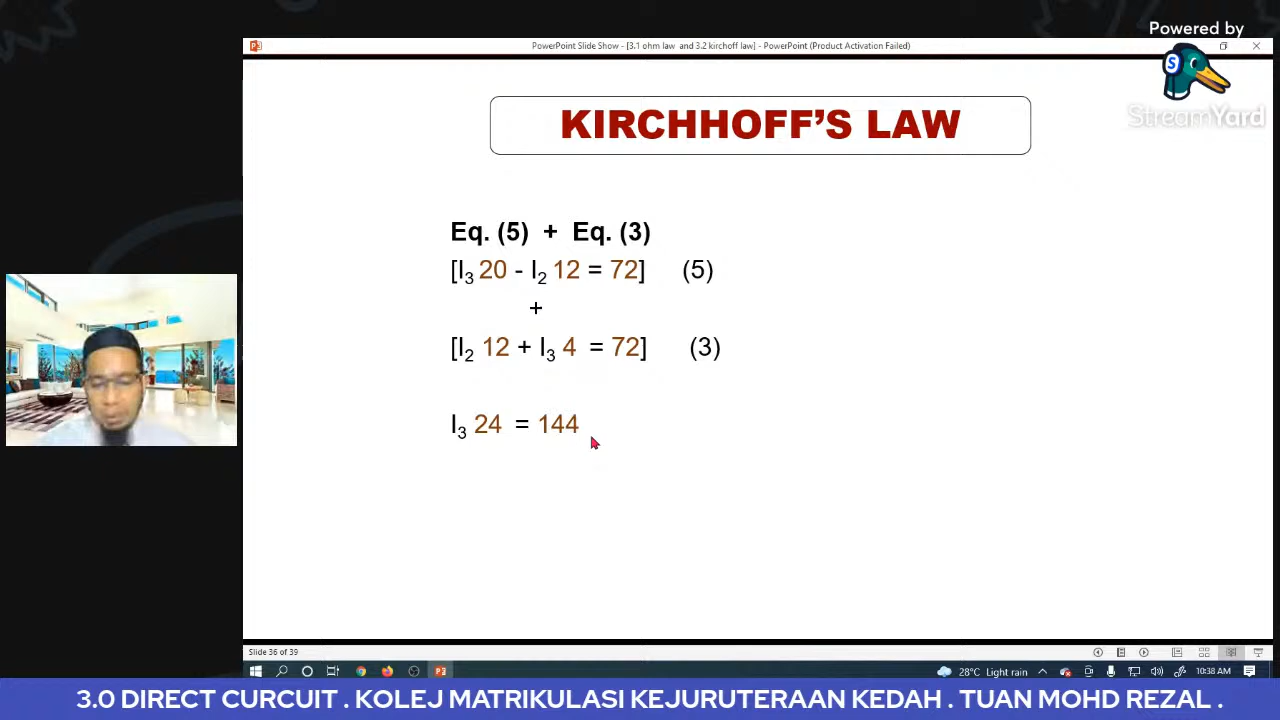 Powered by
StreamYard
PowerPoint Slide Show - [3.1 ohm law and 3.2 kirchoff law] - PowerPoint (Product Activation Failed)
KIRCHHOFF’S LAW
Eq. (5) + Eq. (3)
[I₃ 20 - I₂ 12 = 72] (5)
+
[I₂ 12 + I₃ 4 = 72] (3)
I₃ 24 = 144
Slide 36 of 39
28°C Light rain
10:38 AM
3.0 DIRECT CURCUIT . KOLEJ MATRIKULASI KEJURUTERAAN KEDAH . TUAN MOHD REZAL .